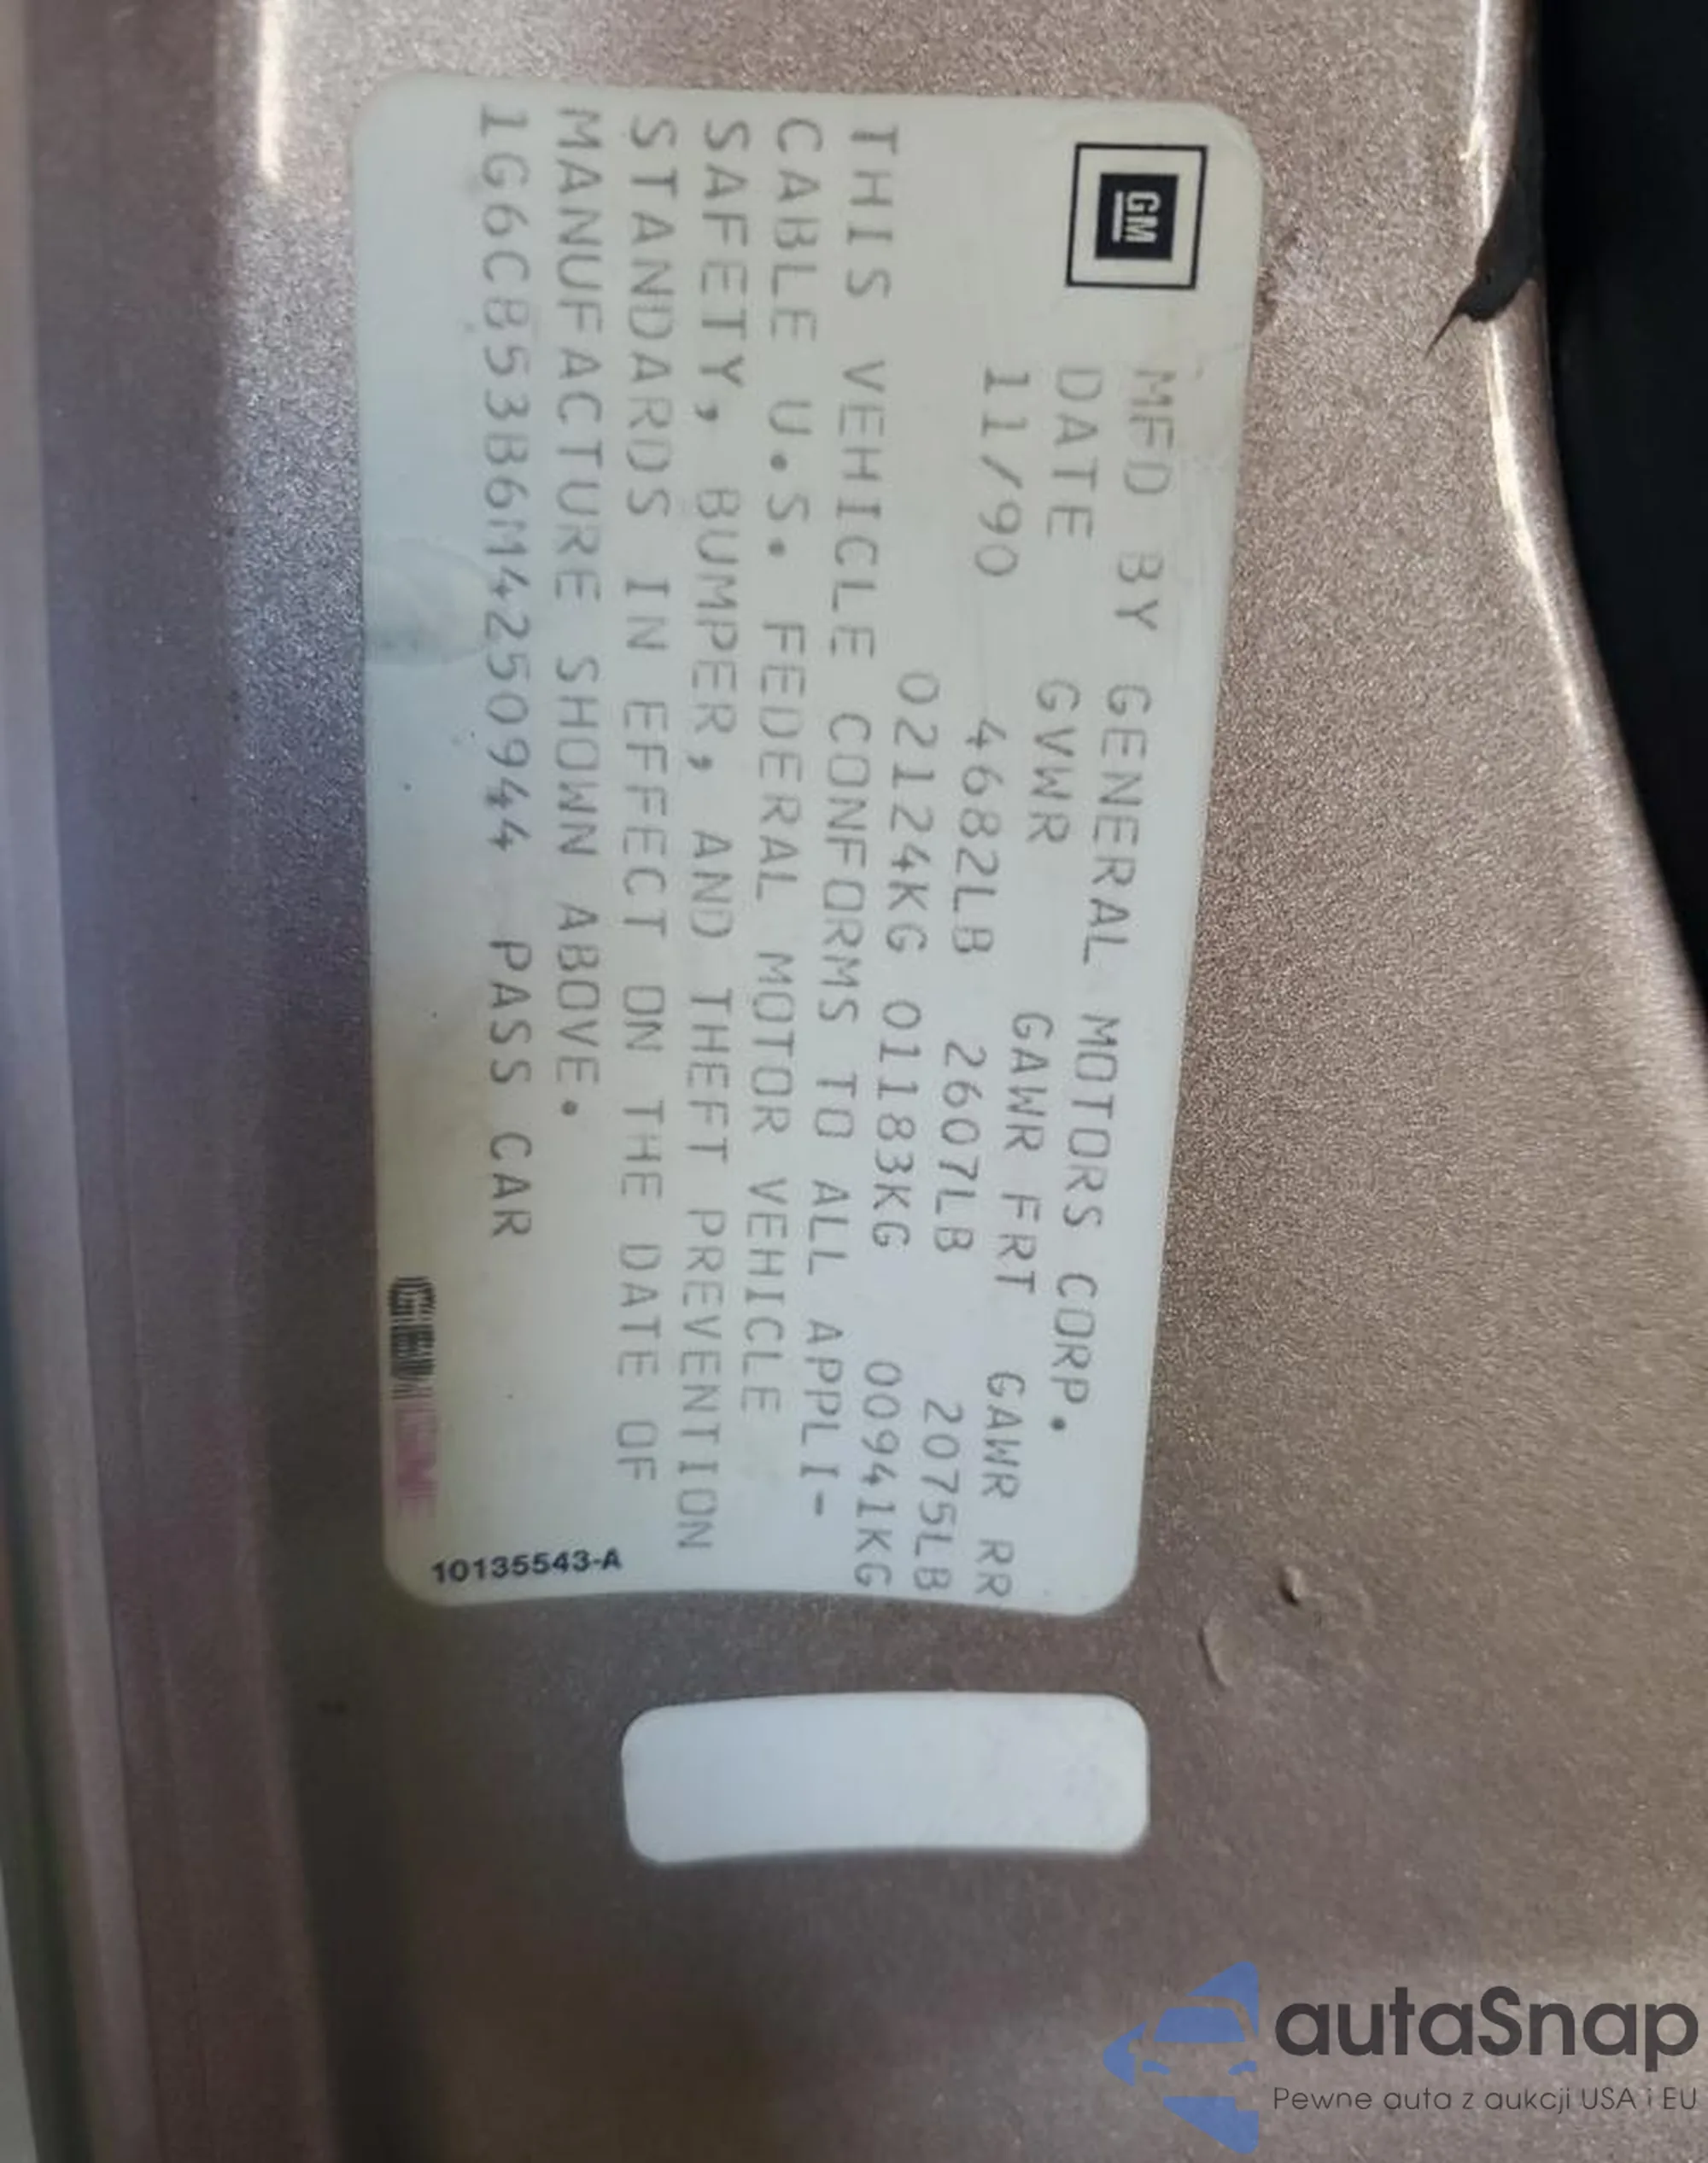 GM
MFD BY GENERAL MOTORS CORP.
DATE GVWR GAWR FRT GAWR RR
11/90 4682LB 2607LB 2075LB
02124KG 01183KG 00941KG
THIS VEHICLE CONFORMS TO ALL APPLI-
CABLE U.S. FEDERAL MOTOR VEHICLE
SAFETY, BUMPER, AND THEFT PREVENTION
STANDARDS IN EFFECT ON THE DATE OF
MANUFACTURE SHOWN ABOVE.
1G6CB53B6M4250944 PASS CAR
10135543-A
autaSnap
Pewne auta z aukcji USA i EU